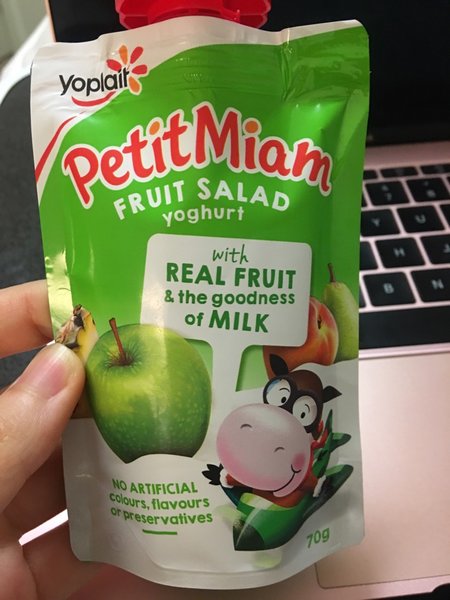 yoplait
PetitMiam
FRUIT SALAD
yoghurt
with
REAL FRUIT
& the goodness
of MILK
NO ARTIFICIAL
colours, flavours
or preservatives
70g